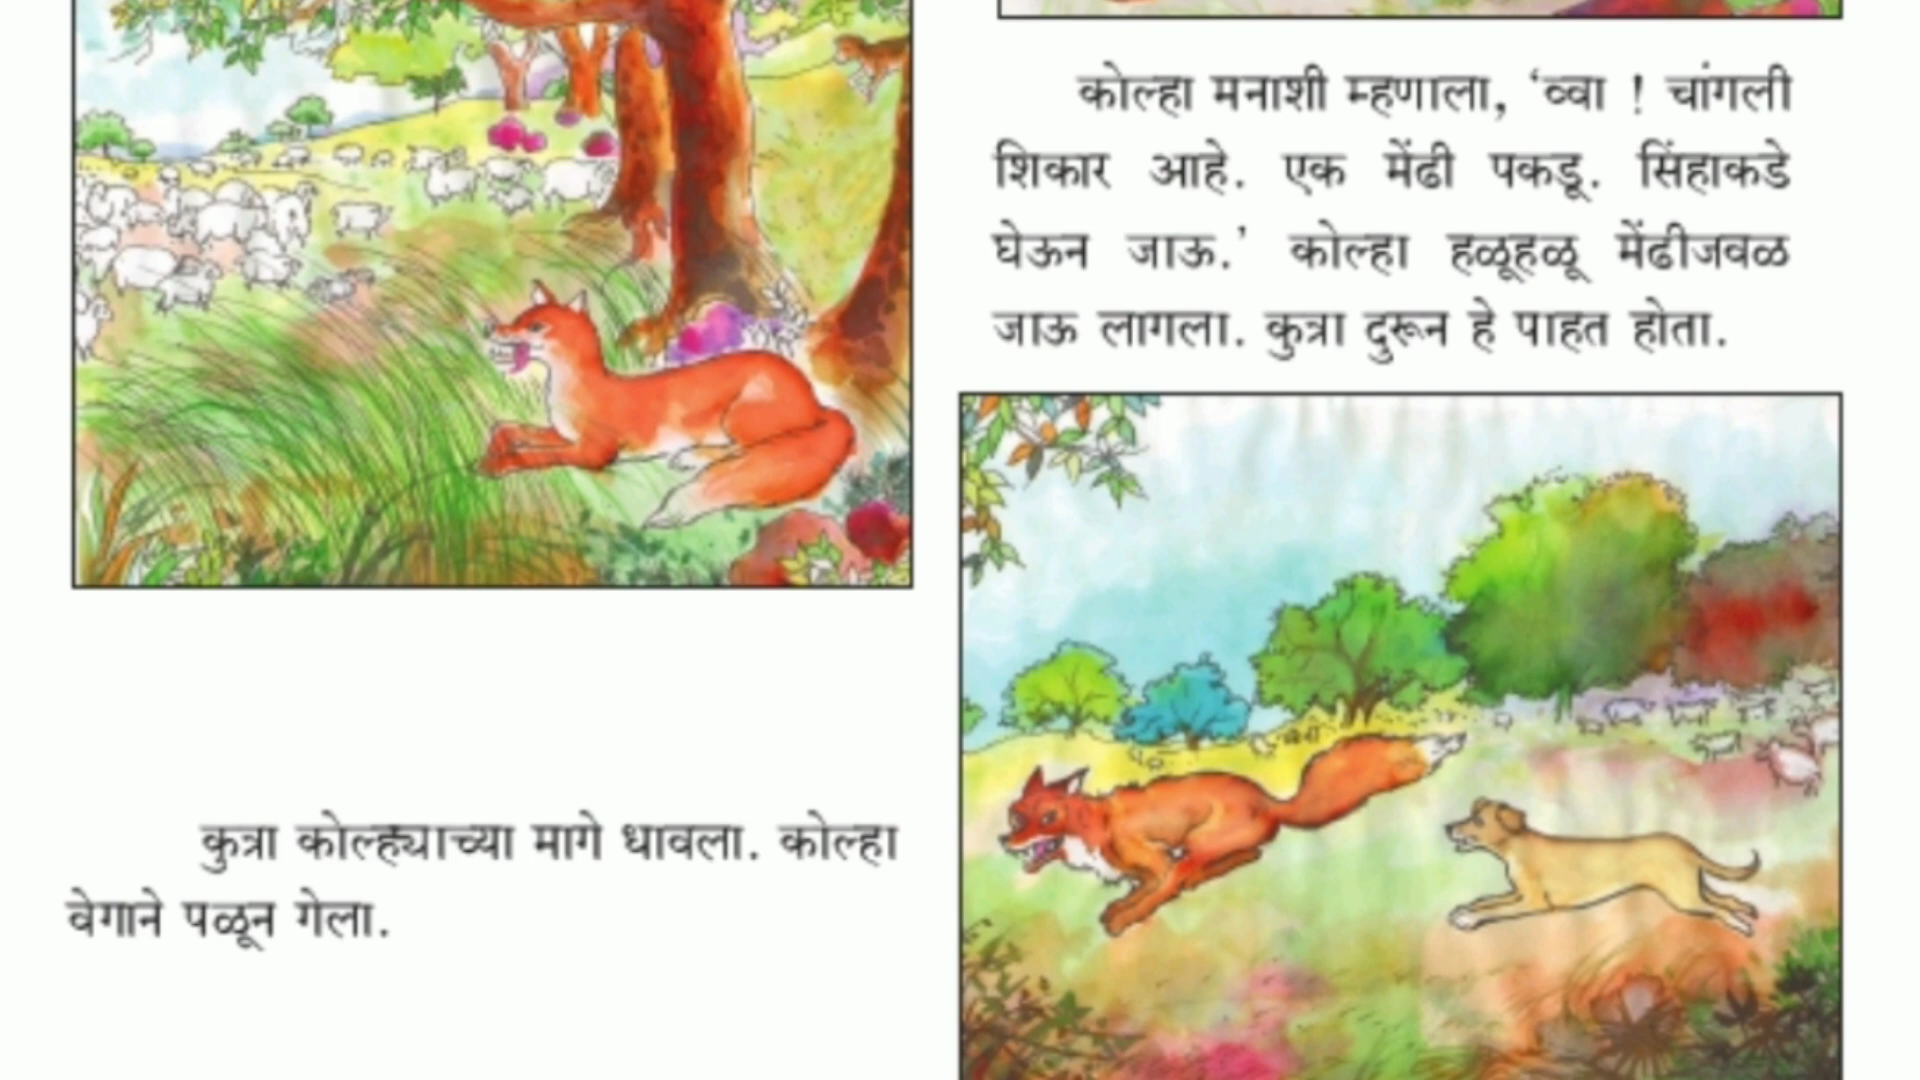 कोल्हा मनाशी म्हणाला, ‘व्वा ! चांगली
शिकार आहे. एक मेंढी पकडू. सिंहाकडे
घेऊन जाऊ.’ कोल्हा हळूहळू मेंढीजवळ
जाऊ लागला. कुत्रा दुरून हे पाहत होता.
कुत्रा कोल्ह्याच्या मागे धावला. कोल्हा
वेगाने पळून गेला.